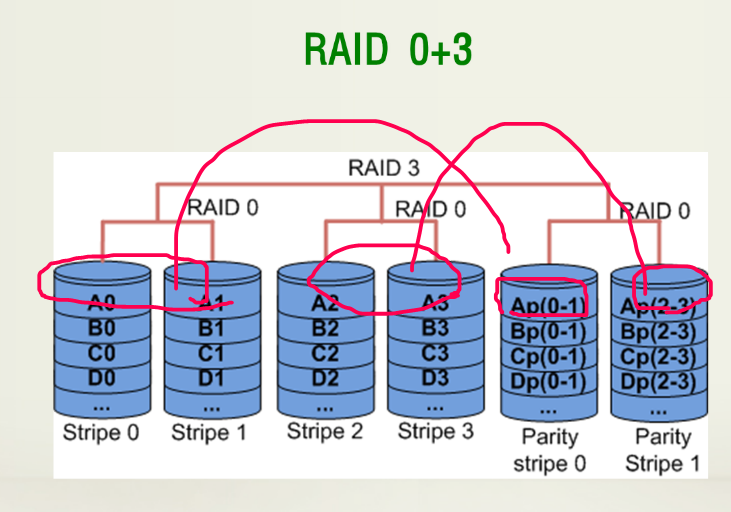 RAID 0+3
RAID 3
RAID 0 RAID 0 RAID 0
A0 A1 A2 A3 Ap(0-1) Ap(2-3)
B0 B1 B2 B3 Bp(0-1) Bp(2-3)
C0 C1 C2 C3 Cp(0-1) Cp(2-3)
D0 D1 D2 D3 Dp(0-1) Dp(2-3)
... ... ... ... ... ...
Stripe 0 Stripe 1 Stripe 2 Stripe 3 Parity Parity
stripe 0 Stripe 1